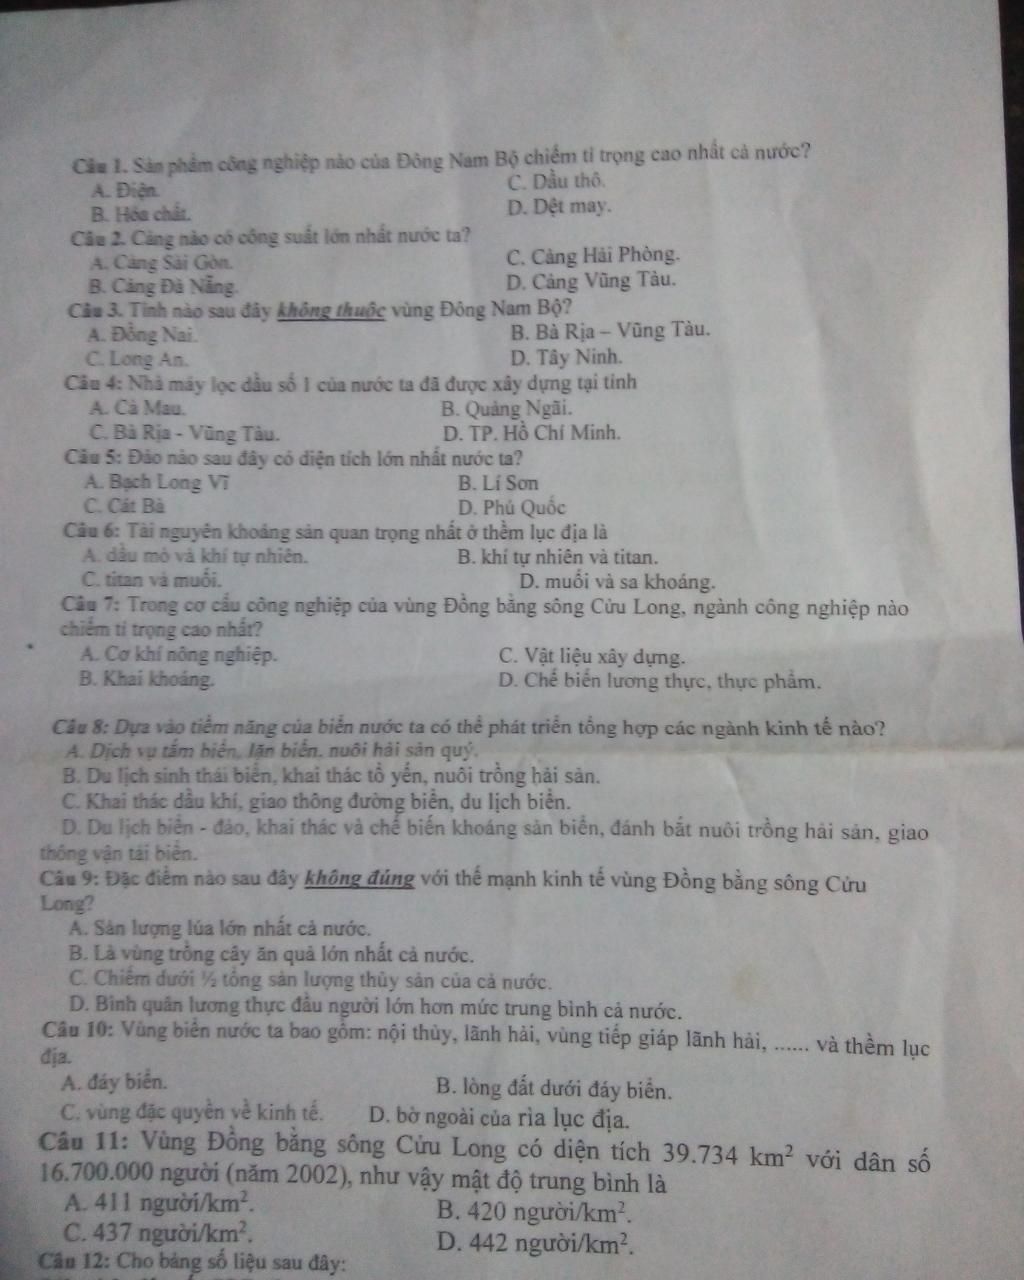 Câu 1. Sản phẩm công nghiệp nào của Đông Nam Bộ chiếm tỉ trọng cao nhất cả nước?
A. Điện. C. Dầu thô.
B. Hóa chất. D. Dệt may.
Câu 2. Cảng nào có công suất lớn nhất nước ta?
A. Cảng Sài Gòn. C. Cảng Hải Phòng.
B. Cảng Đà Nẵng. D. Cảng Vũng Tàu.
Câu 3. Tỉnh nào sau đây không thuộc vùng Đông Nam Bộ?
A. Đồng Nai. B. Bà Rịa – Vũng Tàu.
C. Long An. D. Tây Ninh.
Câu 4: Nhà máy lọc dầu số 1 của nước ta đã được xây dựng tại tỉnh
A. Cà Mau. B. Quảng Ngãi.
C. Bà Rịa - Vũng Tàu. D. TP. Hồ Chí Minh.
Câu 5: Đảo nào sau đây có diện tích lớn nhất nước ta?
A. Bạch Long Vĩ B. Lí Sơn
C. Cát Bà D. Phú Quốc
Câu 6: Tài nguyên khoáng sản quan trọng nhất ở thềm lục địa là
A. dầu mỏ và khí tự nhiên. B. khí tự nhiên và titan.
C. titan và muối. D. muối và sa khoáng.
Câu 7: Trong cơ cấu công nghiệp của vùng Đồng bằng sông Cửu Long, ngành công nghiệp nào
chiếm tỉ trọng cao nhất?
A. Cơ khí nông nghiệp. C. Vật liệu xây dựng.
B. Khai khoáng. D. Chế biến lương thực, thực phẩm.
Câu 8: Dựa vào tiềm năng của biển nước ta có thể phát triển tổng hợp các ngành kinh tế nào?
A. Dịch vụ tắm biển, lặn biển, nuôi hải sản quý.
B. Du lịch sinh thái biển, khai thác tổ yến, nuôi trồng hải sản.
C. Khai thác dầu khí, giao thông đường biển, du lịch biển.
D. Du lịch biển - đảo, khai thác và chế biến khoáng sản biển, đánh bắt nuôi trồng hải sản, giao
thông vận tải biển.
Câu 9: Đặc điểm nào sau đây không đúng với thế mạnh kinh tế vùng Đồng bằng sông Cửu
Long?
A. Sản lượng lúa lớn nhất cả nước.
B. Là vùng trồng cây ăn quả lớn nhất cả nước.
C. Chiếm dưới ½ tổng sản lượng thủy sản của cả nước.
D. Bình quân lương thực đầu người lớn hơn mức trung bình cả nước.
Câu 10: Vùng biển nước ta bao gồm: nội thủy, lãnh hải, vùng tiếp giáp lãnh hải, ...... và thềm lục
địa.
A. đáy biển. B. lòng đất dưới đáy biển.
C. vùng đặc quyền về kinh tế. D. bờ ngoài của rìa lục địa.
Câu 11: Vùng Đồng bằng sông Cửu Long có diện tích 39.734 km² với dân số
16.700.000 người (năm 2002), như vậy mật độ trung bình là
A. 411 người/km². B. 420 người/km².
C. 437 người/km². D. 442 người/km².
Câu 12: Cho bảng số liệu sau đây: